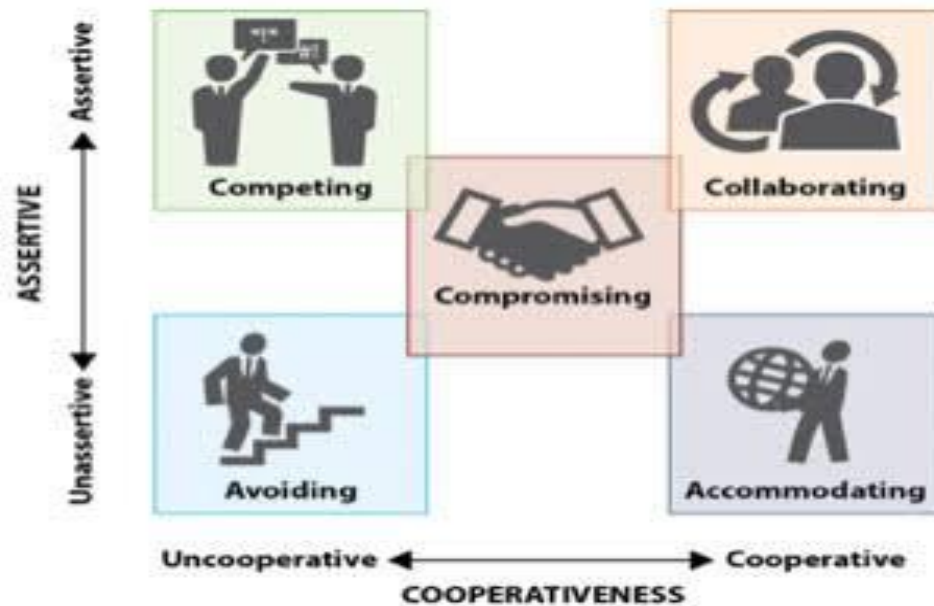 Assertive
ASSERTIVE
Unassertive
Competing
Collaborating
Compromising
Avoiding
Accommodating
Uncooperative
Cooperative
COOPERATIVENESS